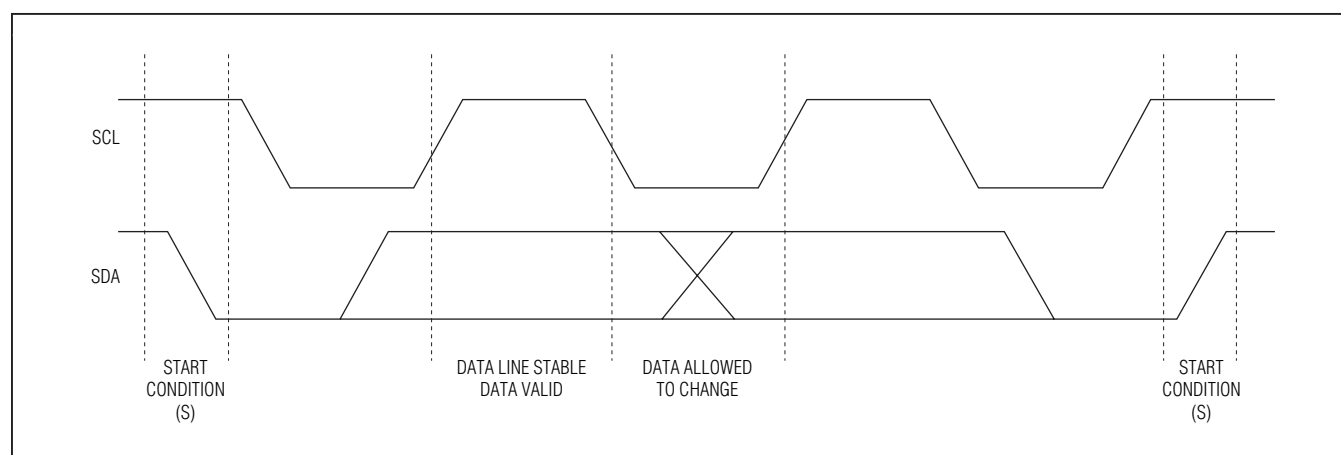 SCL
SDA
START
CONDITION
(S)
DATA LINE STABLE
DATA VALID
DATA ALLOWED
TO CHANGE
START
CONDITION
(S)